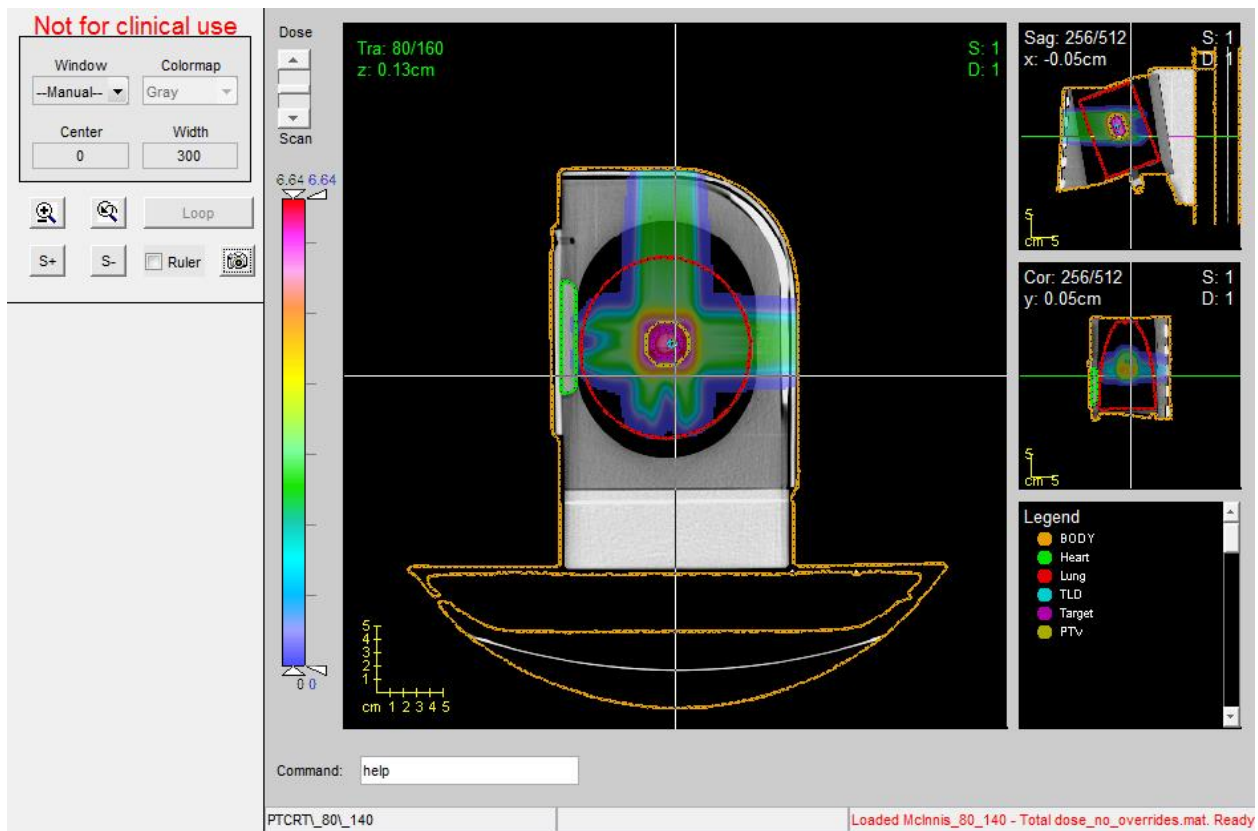 Not for clinical use
Window
Colormap
--Manual--
Gray
Center
Width
0
300
Loop
S+
S-
Ruler
Dose
Scan
6.64 6.64
0 0
Tra: 80/160
z: 0.13cm
S: 1
D: 1
5
4
3
2
1
cm 1 2 3 4 5
Sag: 256/512
x: -0.05cm
S: 1
D: 1
5
cm 5
Cor: 256/512
y: 0.05cm
S: 1
D: 1
5
cm 5
Legend
BODY
Heart
Lung
TLD
Target
PTV
Command:
help
PTCRT\_80\_140
Loaded McInnis_80_140 - Total dose_no_overrides.mat. Ready